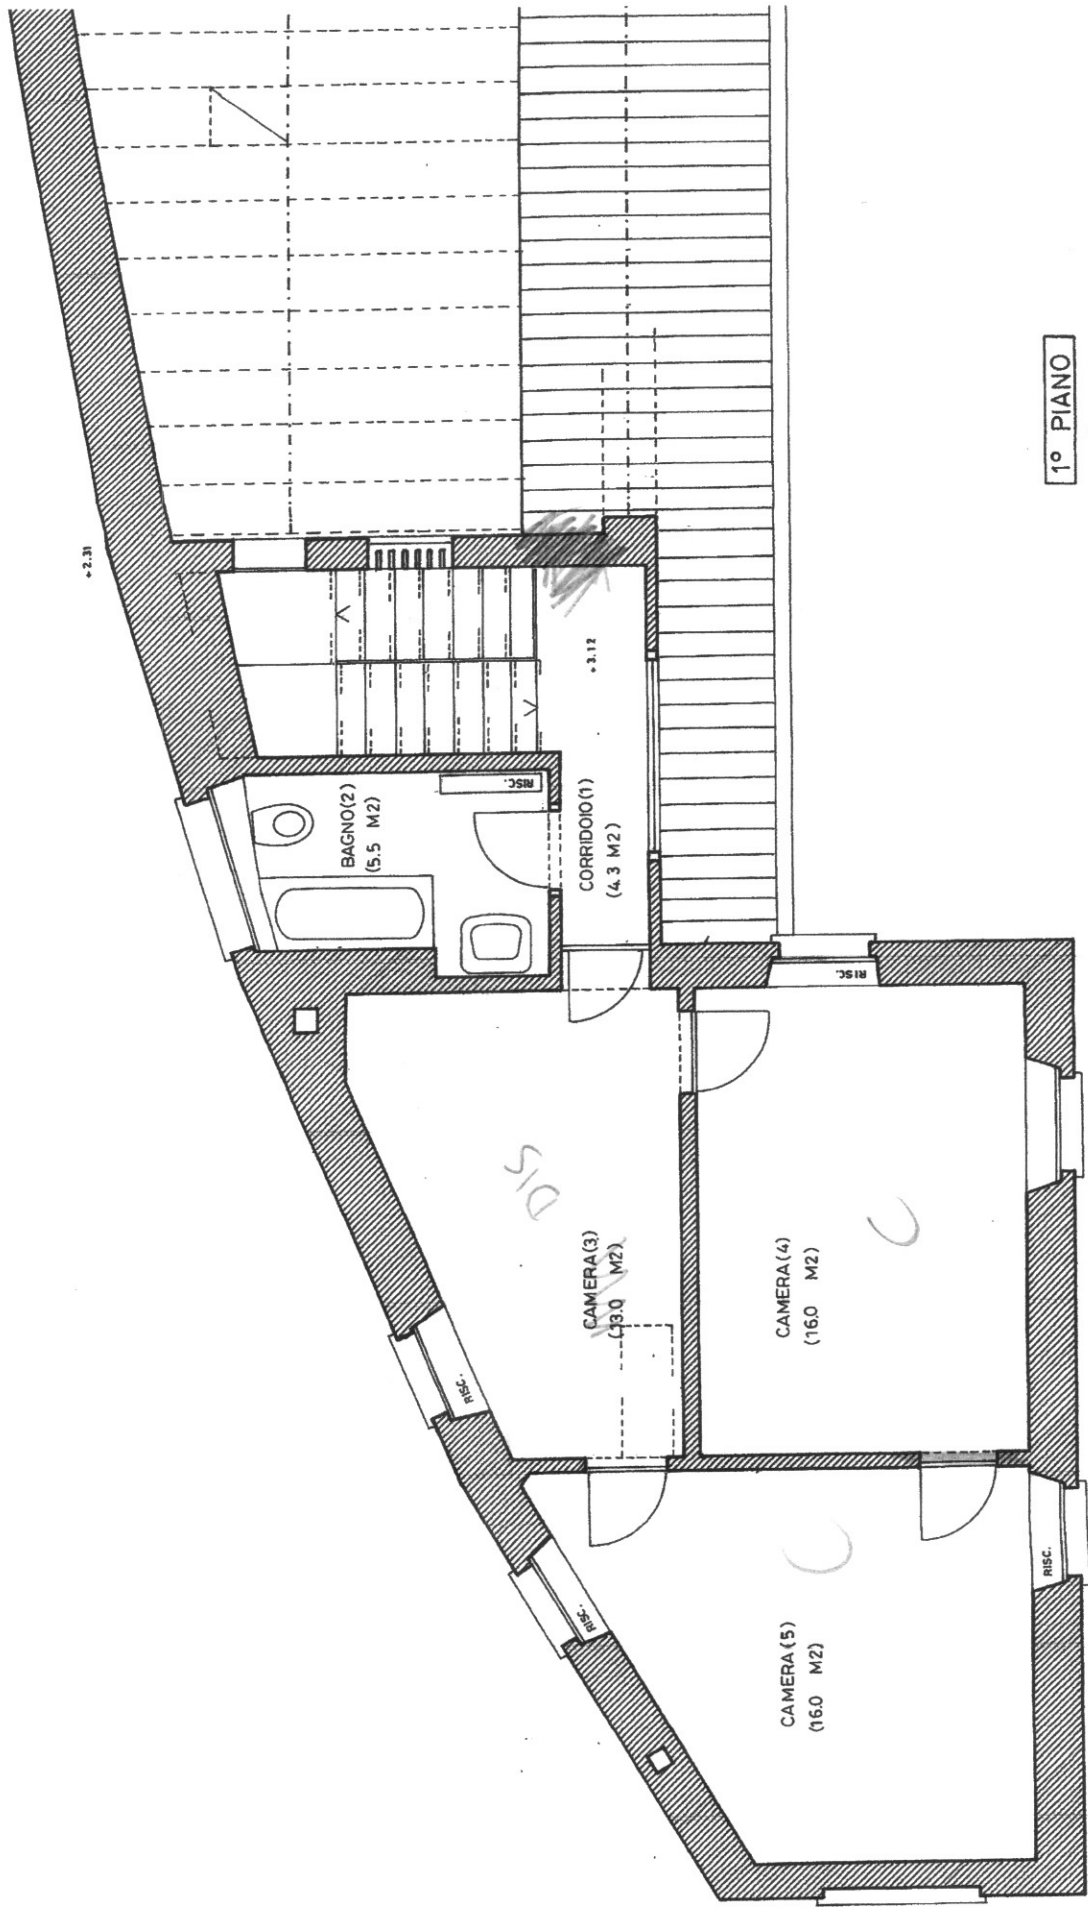 +2.31
BAGNO(2)
(5.5 M2)
RISC.
+3.12
CORRIDOIO(1)
(4.3 M2)
RISC.
DIS
CAMERA(3)
(13.0 M2)
RISC.
CAMERA(4)
(16.0 M2)
C
RISC.
CAMERA(5)
(16.0 M2)
C
RISC.
1° PIANO